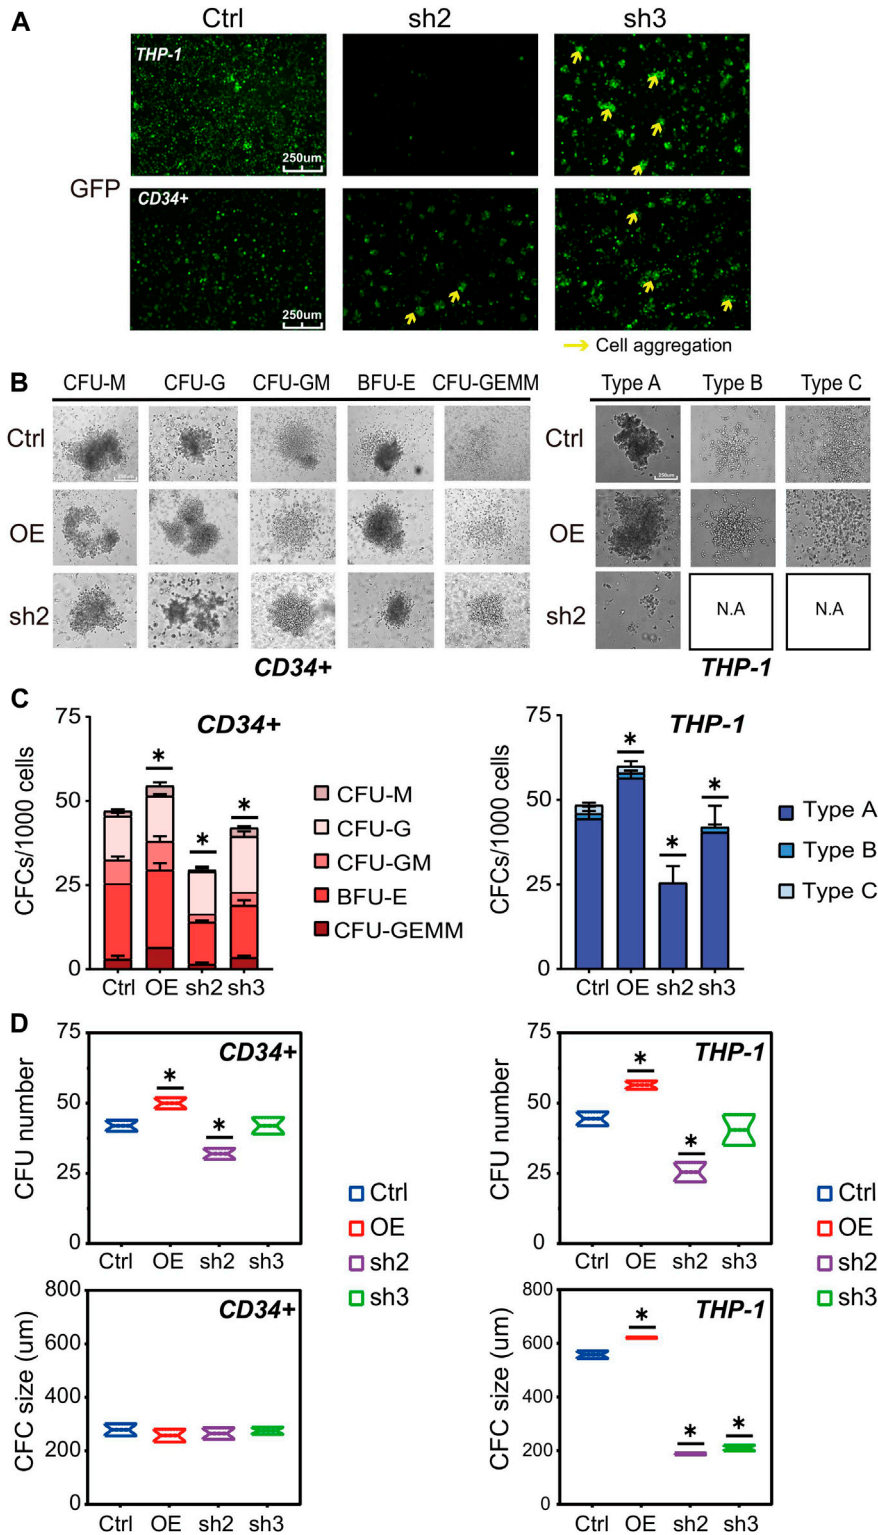 A
Ctrl sh2 sh3
THP-1
250um
GFP
CD34+
250um
Cell aggregation
B
CFU-M CFU-G CFU-GM BFU-E CFU-GEMM
Type A Type B Type C
Ctrl
Ctrl
250um
OE
OE
sh2
sh2
N.A
N.A
CD34+
THP-1
C
CD34+
CFCs/1000 cells
75
50
25
0
*
*
*
Ctrl OE sh2 sh3
CFU-M
CFU-G
CFU-GM
BFU-E
CFU-GEMM
THP-1
CFCs/1000 cells
75
50
25
0
*
*
*
Ctrl OE sh2 sh3
Type A
Type B
Type C
D
CD34+
CFU number
75
50
25
0
*
*
Ctrl OE sh2 sh3
THP-1
CFU number
75
50
25
0
*
*
Ctrl OE sh2 sh3
Ctrl
OE
sh2
sh3
Ctrl
OE
sh2
sh3
CD34+
CFC size (um)
800
600
400
200
0
Ctrl OE sh2 sh3
THP-1
CFC size (um)
800
600
400
200
0
*
*
*
Ctrl OE sh2 sh3